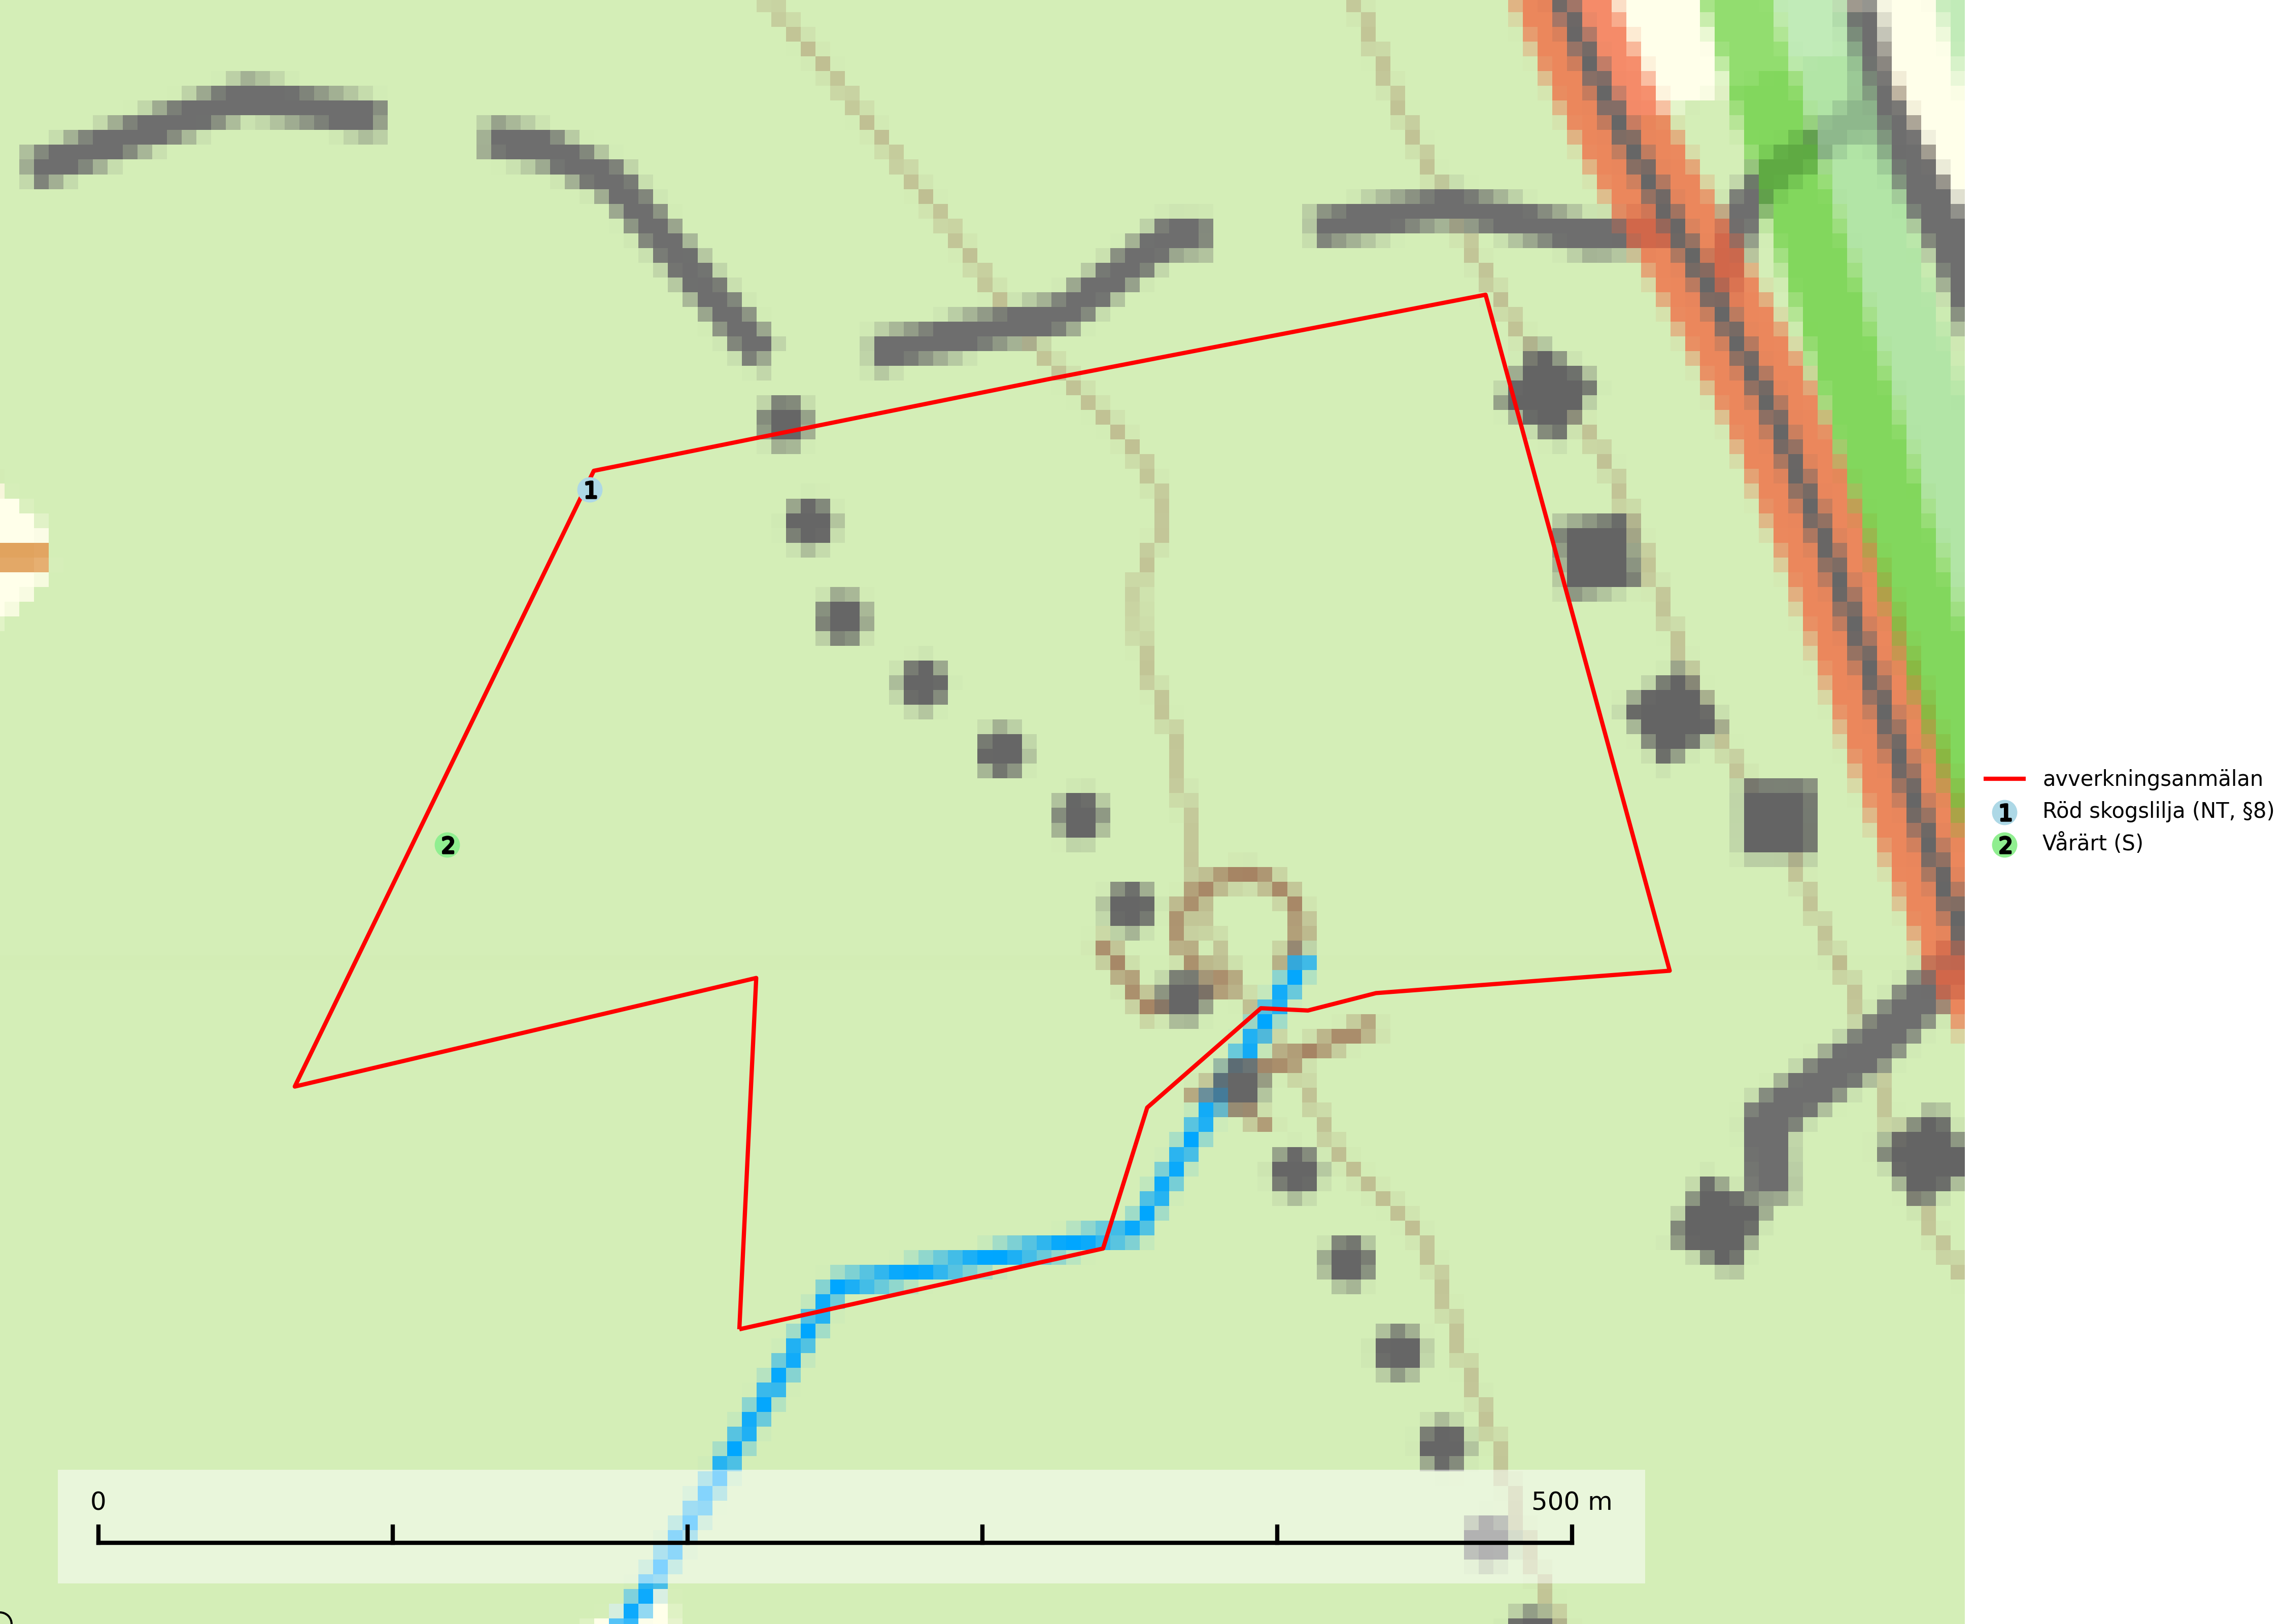 1
2
avverkningsanmälan
1 Röd skogslilja (NT, §8)
2 Vårärt (S)
0 500 m